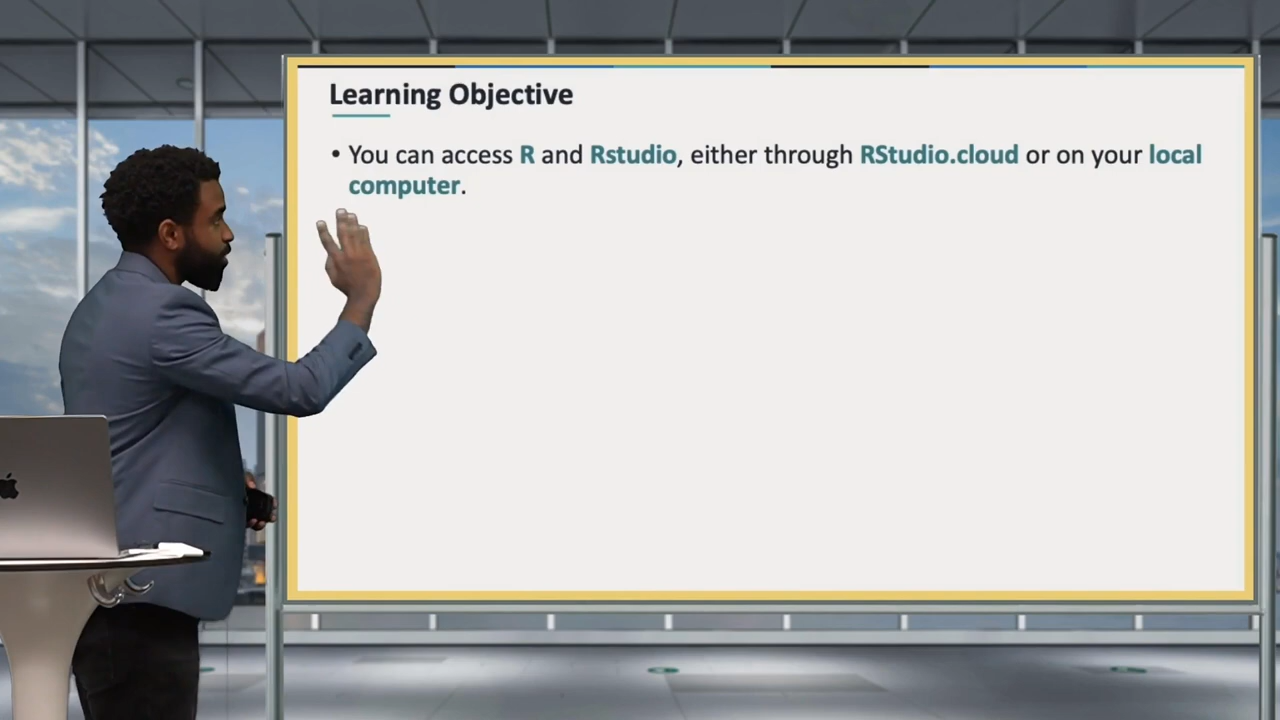 Learning Objective
• You can access R and Rstudio, either through RStudio.cloud or on your local
computer.